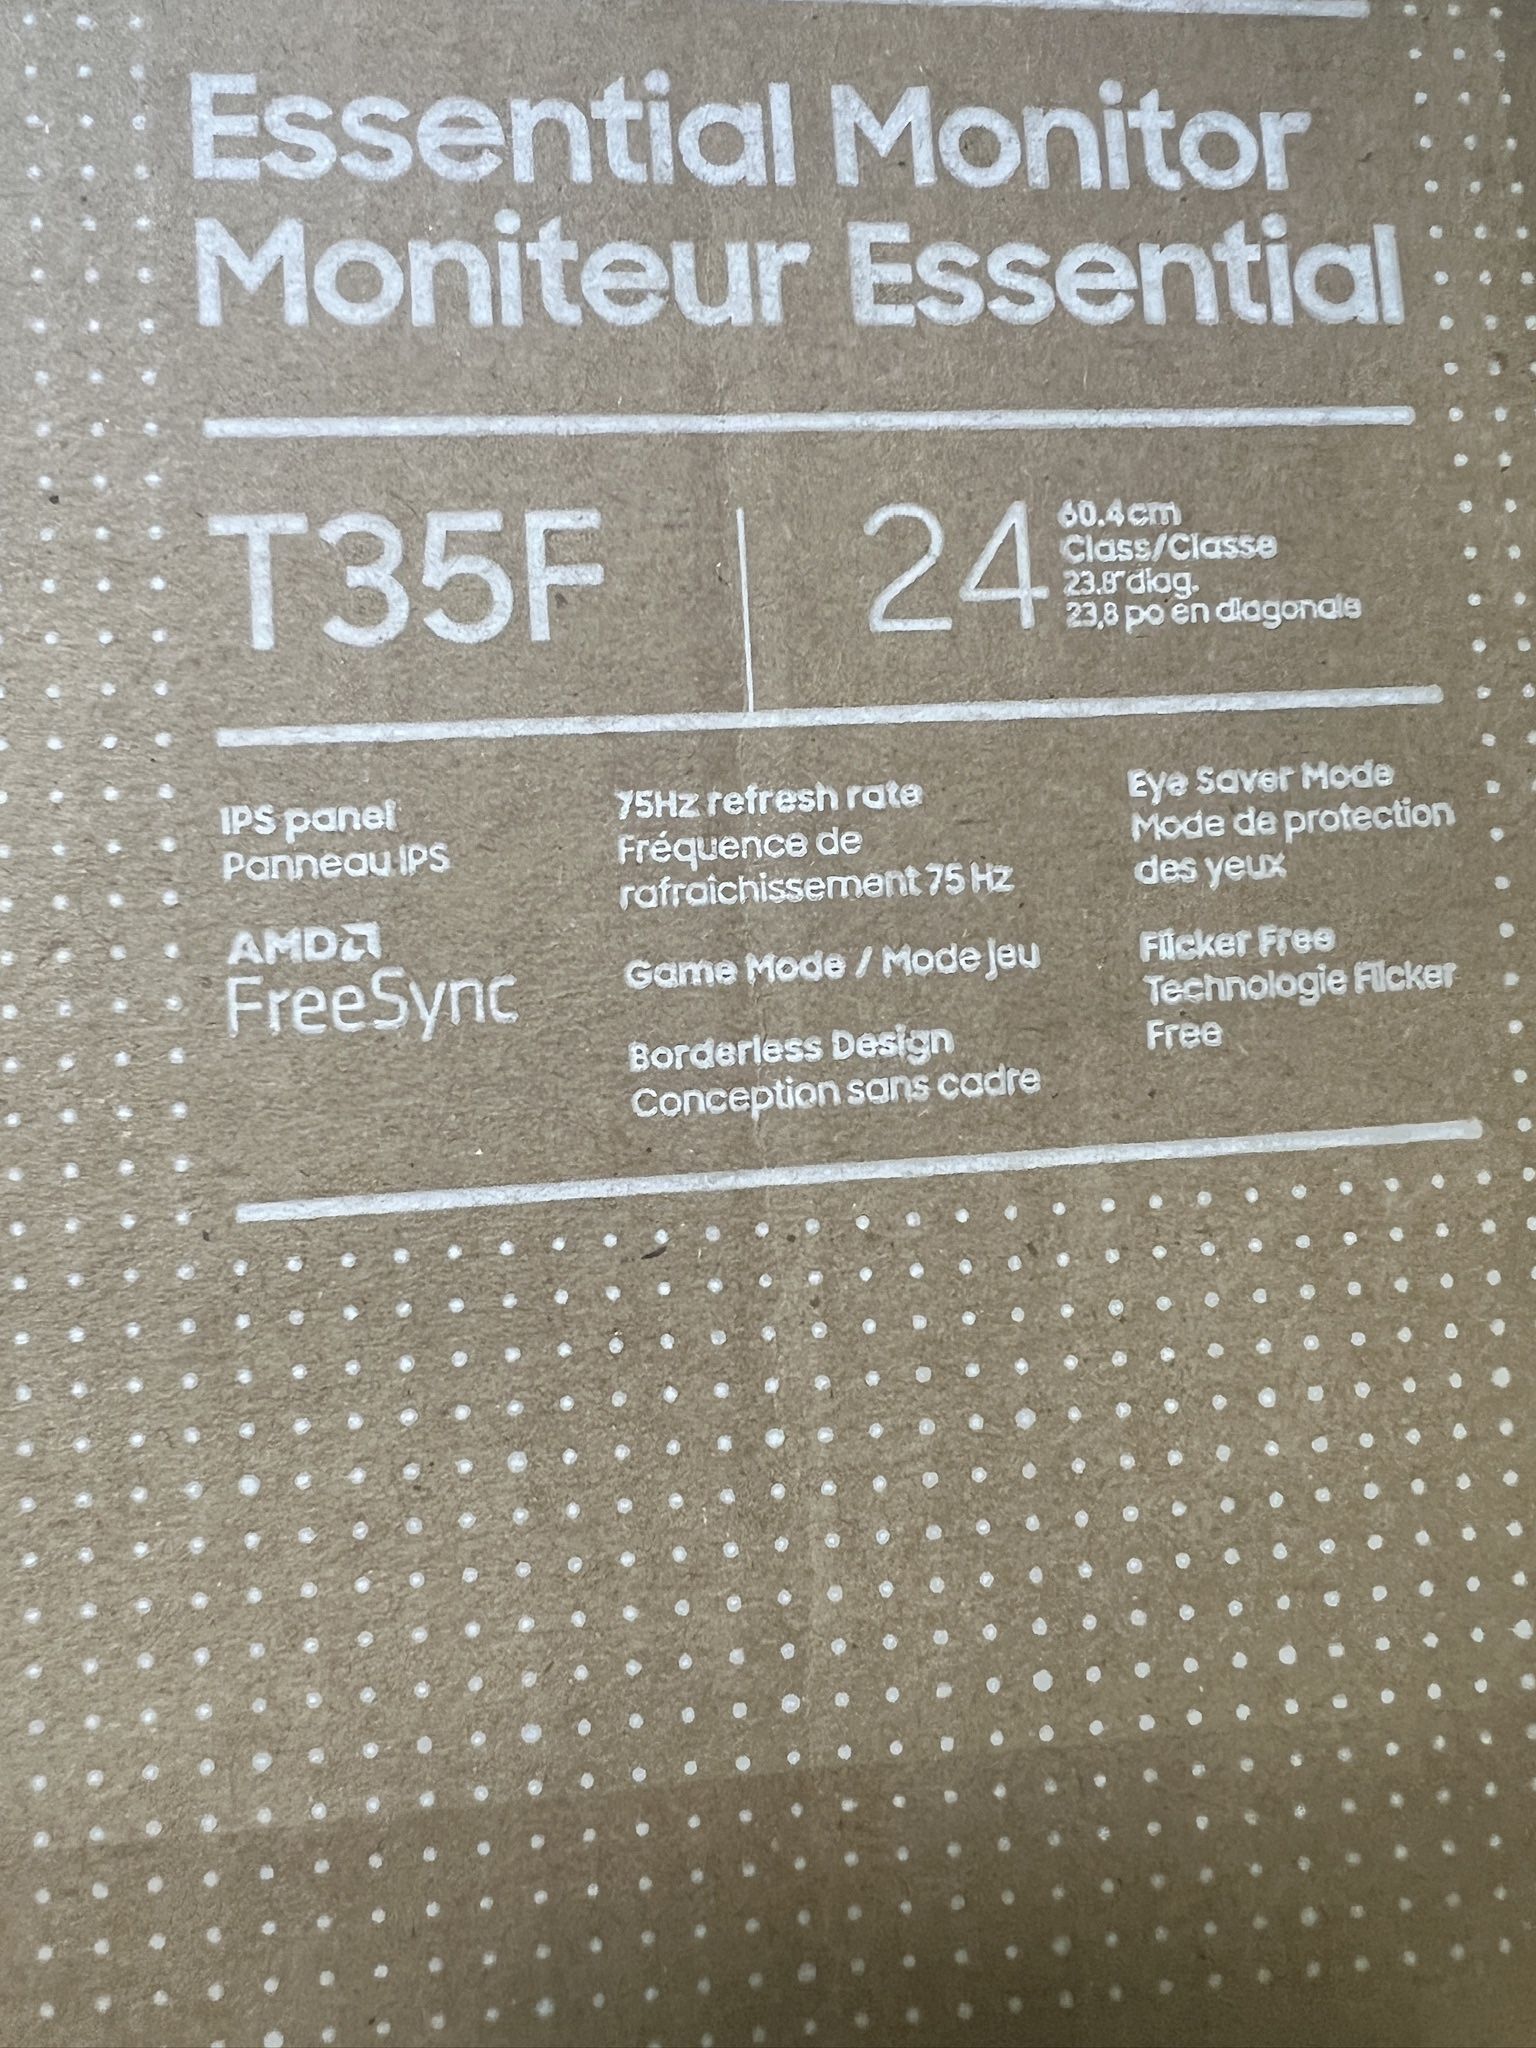 Essential Monitor
Moniteur Essential
T35F
24
60.4cm
Class/Classe
23.8"diag.
23,8 po en diagonale
IPS panel
Panneau IPS
AMD
FreeSync
75Hz refresh rate
Fréquence de
rafraîchissement 75 Hz
Game Mode / Mode jeu
Borderless Design
Conception sans cadre
Eye Saver Mode
Mode de protection
des yeux
Flicker Free
Technologie Flicker
Free